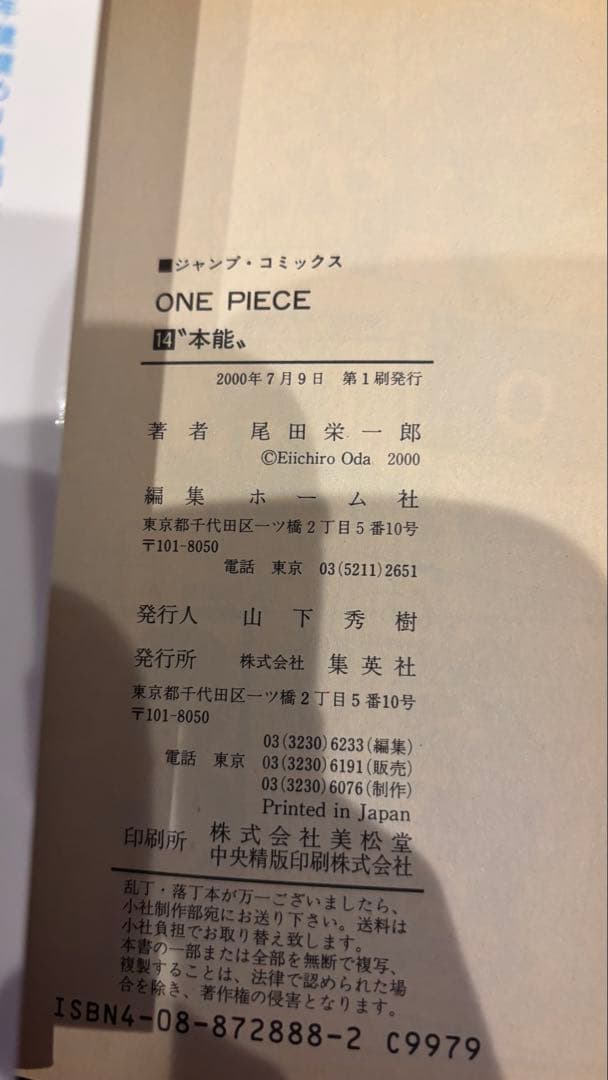 ■ジャンプ・コミックス
ONE PIECE
14〝本能〟
2000年7月9日 第1刷発行
著者 尾田栄一郎
©Eiichiro Oda 2000
編集 ホーム社
東京都千代田区一ツ橋2丁目5番10号
〒101-8050
電話 東京 03(5211)2651
発行人 山下秀樹
発行所 株式会社 集英社
東京都千代田区一ツ橋2丁目5番10号
〒101-8050
03(3230)6233(編集)
電話 東京 03(3230)6191(販売)
03(3230)6076(制作)
Printed in Japan
印刷所 株式会社美松堂
中央精版印刷株式会社
乱丁・落丁本が万一ございましたら、
小社制作部宛にお送り下さい。送料は
小社負担でお取り替え致します。
本書の一部または全部を無断で複写、
複製することは、法律で認められた場
合を除き、著作権の侵害となります。
ISBN4-08-872888-2 C9979